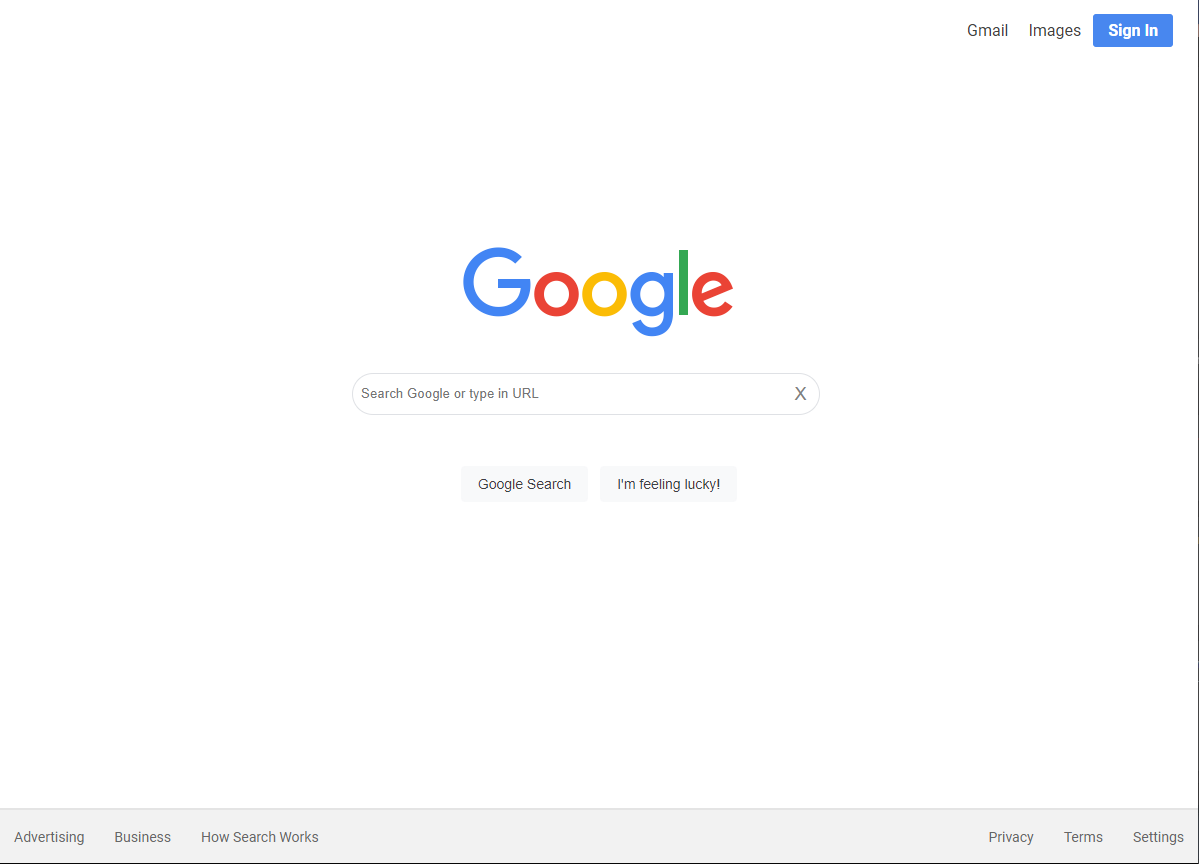 Gmail Images Sign In
Google
Search Google or type in URL X
Google Search I'm feeling lucky!
Advertising Business How Search Works Privacy Terms Settings